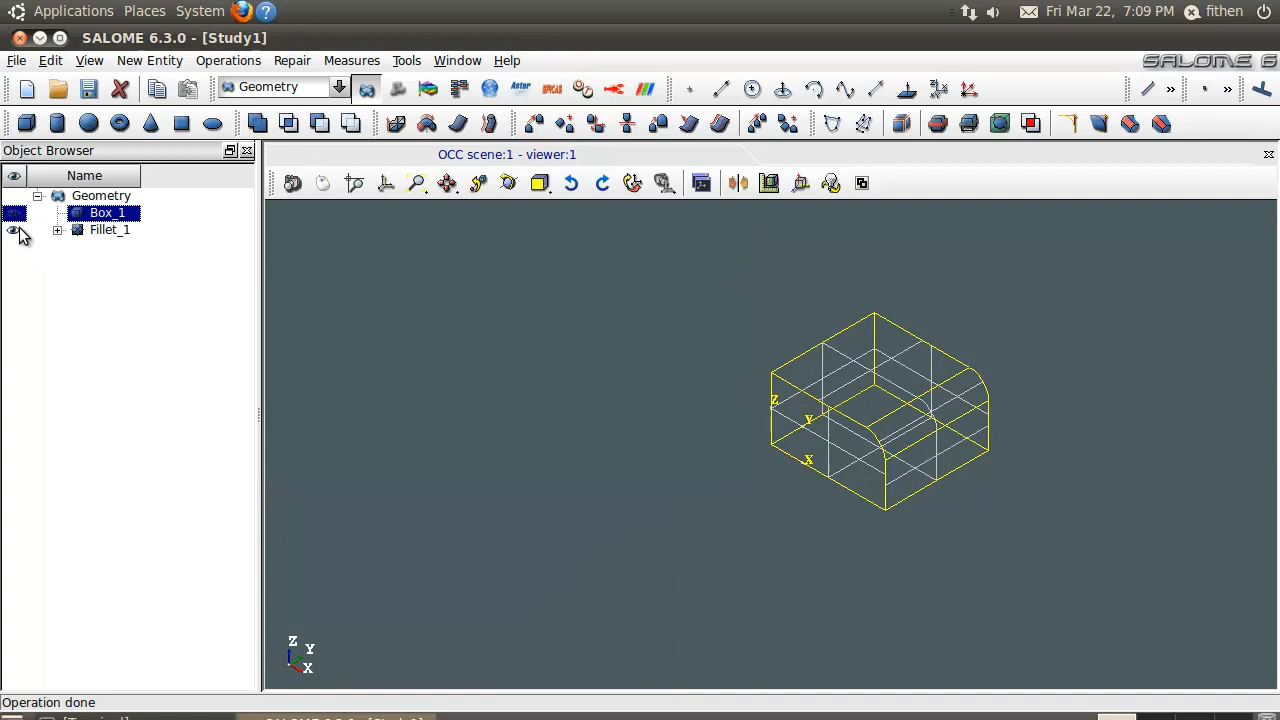 Applications Places System ? Fri Mar 22, 7:09 PM fithen
SALOME 6.3.0 - [Study1]
File Edit View New Entity Operations Repair Measures Tools Window Help SALOME 6
Geometry Aster EFICAS » »
Object Browser
OCC scene:1 - viewer:1
Name
Geometry
Box_1
Fillet_1
Z
Y
X
Z
Y
X
Operation done